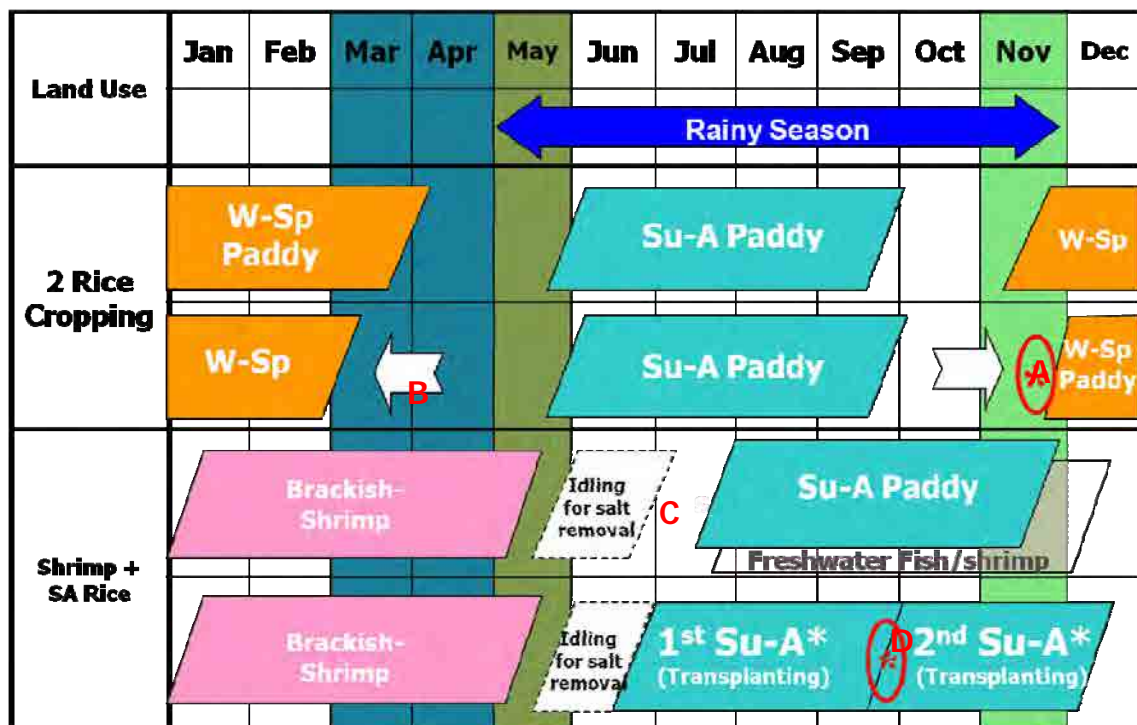 Land Use
Jan Feb Mar Apr May Jun Jul Aug Sep Oct Nov Dec
Rainy Season
2 Rice
Cropping
W-Sp
Paddy
Su-A Paddy
W-Sp
W-Sp
B
Su-A Paddy
*
A
W-Sp
Paddy
Shrimp +
SA Rice
Brackish-
Shrimp
Idling
for salt
removal
C
Su-A Paddy
Freshwater Fish/shrimp
Brackish-
Shrimp
Idling
for salt
removal
1st Su-A*
(Transplanting)
*
D
2nd Su-A*
(Transplanting)